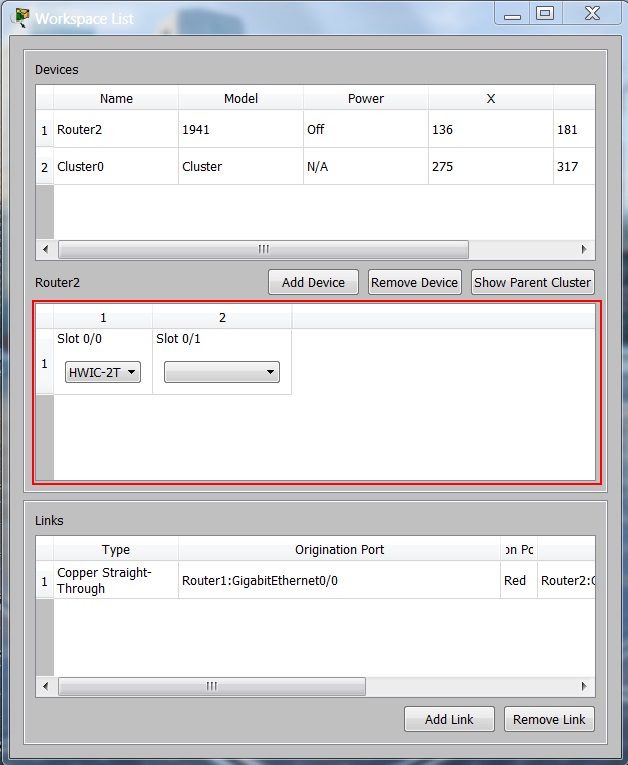 Workspace List
Devices
Name Model Power X
1 Router2 1941 Off 136 181
2 Cluster0 Cluster N/A 275 317
Router2 Add Device Remove Device Show Parent Cluster
1 2
Slot 0/0 Slot 0/1
1
HWIC-2T
Links
Type Origination Port on Po
Copper Straight-
1 Router1:GigabitEthernet0/0 Red Router2:G
Through
Add Link Remove Link